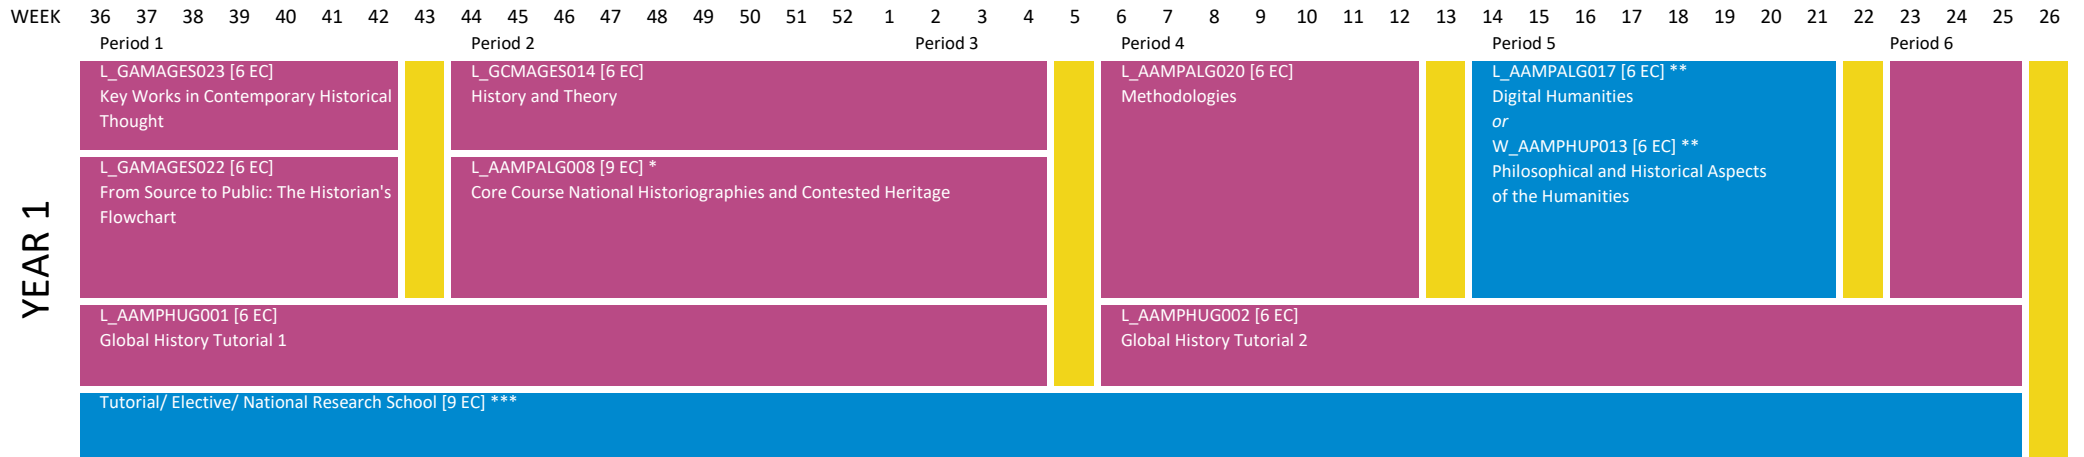 WEEK 36 37 38 39 40 41 42 43 44 45 46 47 48 49 50 51 52 1 2 3 4 5 6 7 8 9 10 11 12 13 14 15 16 17 18 19 20 21 22 23 24 25 26
Period 1 Period 2 Period 3 Period 4 Period 5 Period 6
YEAR 1
L_GAMAGES023 [6 EC]
Key Works in Contemporary Historical
Thought
L_GCMAGES014 [6 EC]
History and Theory
L_AAMPALG020 [6 EC]
Methodologies
L_AAMPALG017 [6 EC] **
Digital Humanities
or
W_AAMPHUP013 [6 EC] **
Philosophical and Historical Aspects
of the Humanities
L_GAMAGES022 [6 EC]
From Source to Public: The Historian's
Flowchart
L_AAMPALG008 [9 EC] *
Core Course National Historiographies and Contested Heritage
L_AAMPHUG001 [6 EC]
Global History Tutorial 1
L_AAMPHUG002 [6 EC]
Global History Tutorial 2
Tutorial/ Elective/ National Research School [9 EC] ***